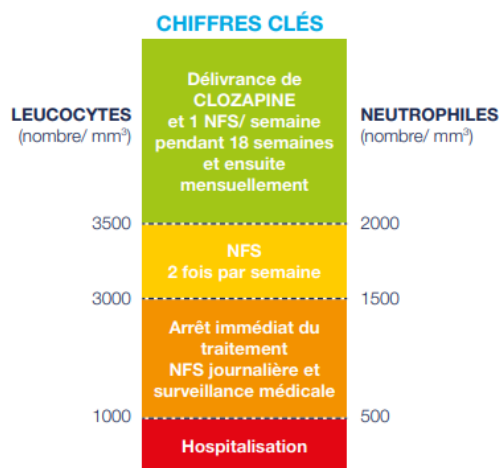 CHIFFRES CLÉS
LEUCOCYTES
(nombre/ mm³)
Délivrance de
CLOZAPINE
et 1 NFS/ semaine
pendant 18 semaines
et ensuite
mensuellement
NEUTROPHILES
(nombre/ mm³)
3500
2000
NFS
2 fois par semaine
3000
1500
Arrêt immédiat du
traitement
NFS journalière et
surveillance médicale
1000
500
Hospitalisation